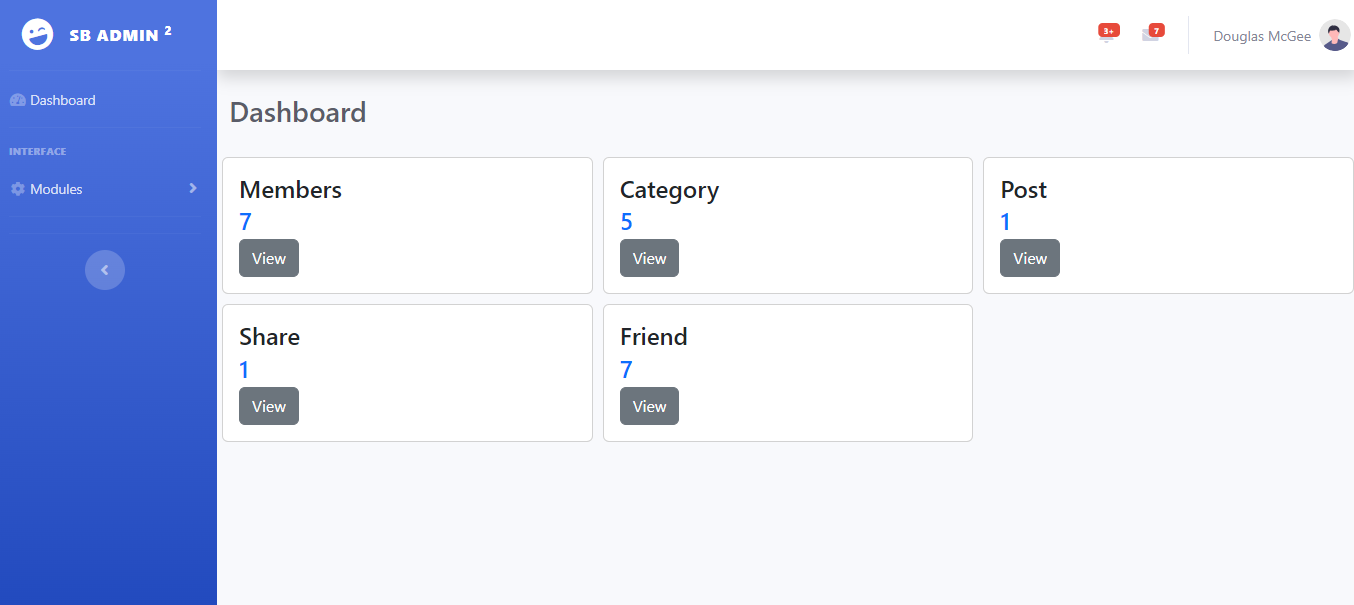 SB ADMIN 2
3+
7
Douglas McGee
Dashboard
INTERFACE
Modules
Dashboard
Members
7
View
Category
5
View
Post
1
View
Share
1
View
Friend
7
View